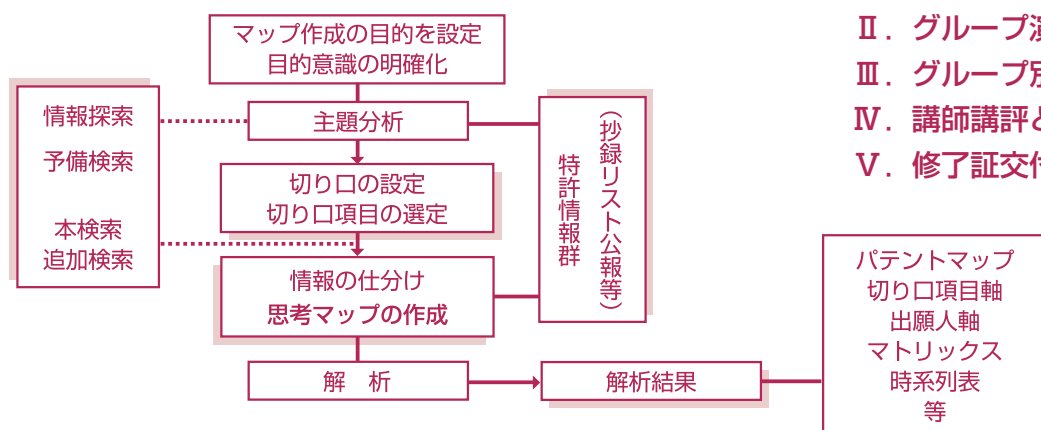 マップ作成の目的を設定
目的意識の明確化
情報探索
予備検索
本検索
追加検索
主題分析
切り口の設定
切り口項目の選定
情報の仕分け
思考マップの作成
解　析
解析結果
特許情報群
（抄録リスト公報等）
パテントマップ
切り口項目軸
出願人軸
マトリックス
時系列表
等
Ⅱ．グループ
Ⅲ．グループ
Ⅳ．講師講評
Ⅴ．修了証交付